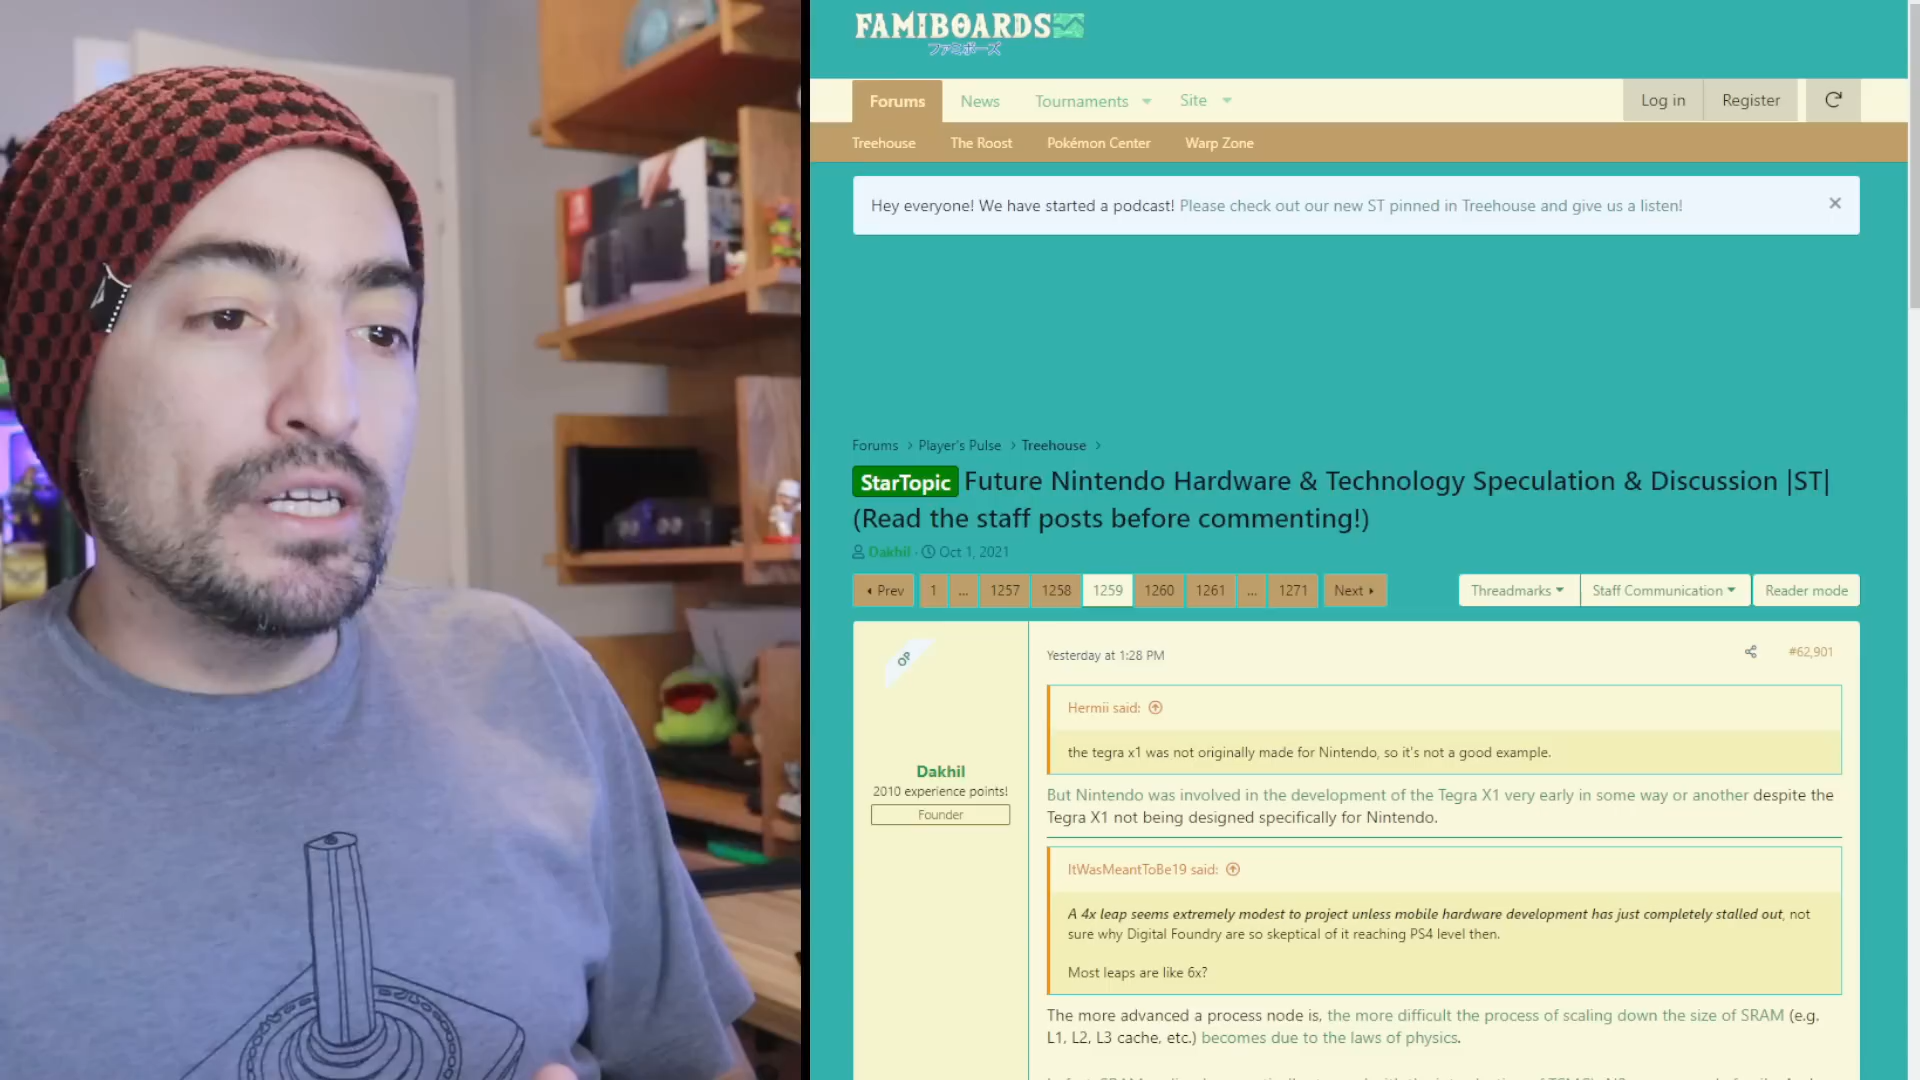 FAMIBOARDS
ファミボーズ
Forums News Tournaments Site Log in Register
Treehouse The Roost Pokémon Center Warp Zone
Hey everyone! We have started a podcast! Please check out our new ST pinned in Treehouse and give us a listen!
Forums Player's Pulse Treehouse
StarTopic Future Nintendo Hardware & Technology Speculation & Discussion |ST|
(Read the staff posts before commenting!)
Dakhil · Oct 1, 2021
Prev 1 ... 1257 1258 1259 1260 1261 ... 1271 Next Threadmarks Staff Communication Reader mode
OP
Dakhil
2010 experience points!
Founder
Yesterday at 1:28 PM #62,901
Hermii said:
the tegra x1 was not originally made for Nintendo, so it's not a good example.
But Nintendo was involved in the development of the Tegra X1 very early in some way or another despite the
Tegra X1 not being designed specifically for Nintendo.
ItWasMeantToBe19 said:
A 4x leap seems extremely modest to project unless mobile hardware development has just completely stalled out, not
sure why Digital Foundry are so skeptical of it reaching PS4 level then.
Most leaps are like 6x?
The more advanced a process node is, the more difficult the process of scaling down the size of SRAM (e.g.
L1, L2, L3 cache, etc.) becomes due to the laws of physics.